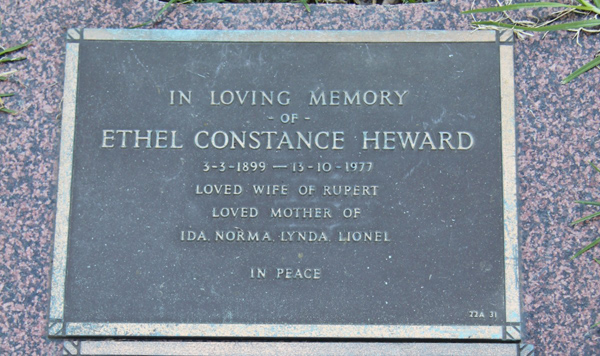 IN LOVING MEMORY
- OF -
ETHEL CONSTANCE HEWARD
3-3-1899 — 13-10-1977
LOVED WIFE OF RUPERT
LOVED MOTHER OF
IDA, NORMA, LYNDA, LIONEL
IN PEACE
22A 31